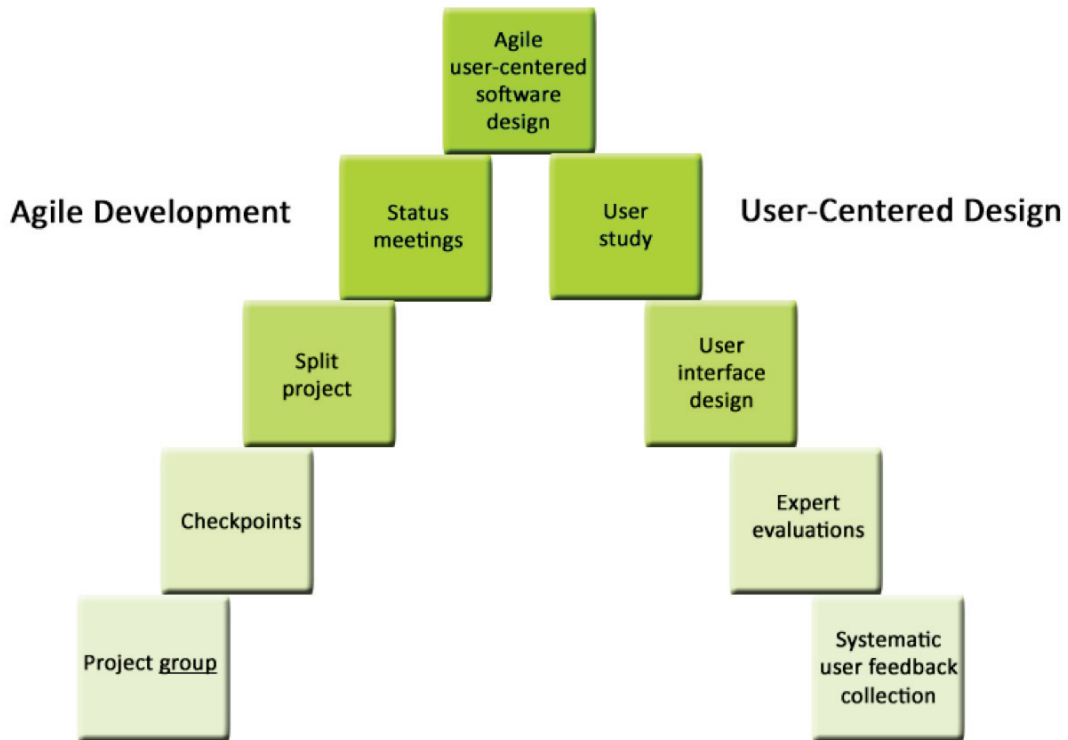 Agile
user-centered
software
design
Agile Development
Status
meetings
User
study
User-Centered Design
Split
project
User
interface
design
Checkpoints
Expert
evaluations
Project group
Systematic
user feedback
collection